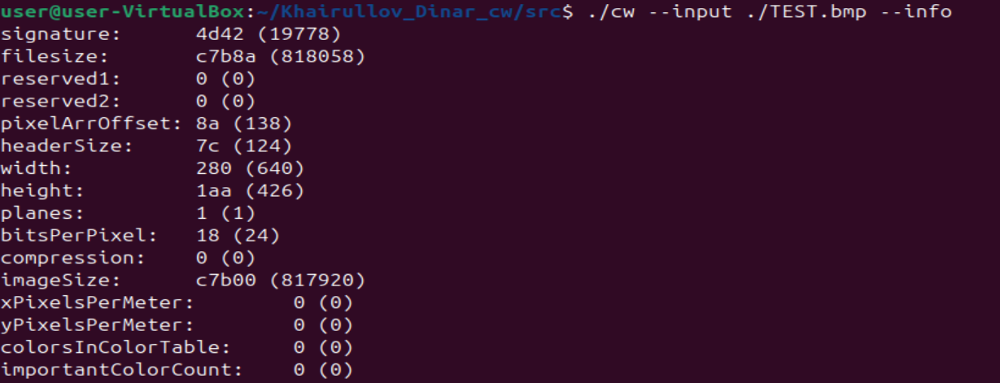 user@user-VirtualBox:~/Khairullov_Dinar_cw/src$ ./cw --input ./TEST.bmp --info
signature:      4d42 (19778)
filesize:       c7b8a (818058)
reserved1:      0 (0)
reserved2:      0 (0)
pixelArrOffset: 8a (138)
headerSize:     7c (124)
width:          280 (640)
height:         1aa (426)
planes:         1 (1)
bitsPerPixel:   18 (24)
compression:    0 (0)
imageSize:      c7b00 (817920)
xPixelsPerMeter:        0 (0)
yPixelsPerMeter:        0 (0)
colorsInColorTable:     0 (0)
importantColorCount:    0 (0)